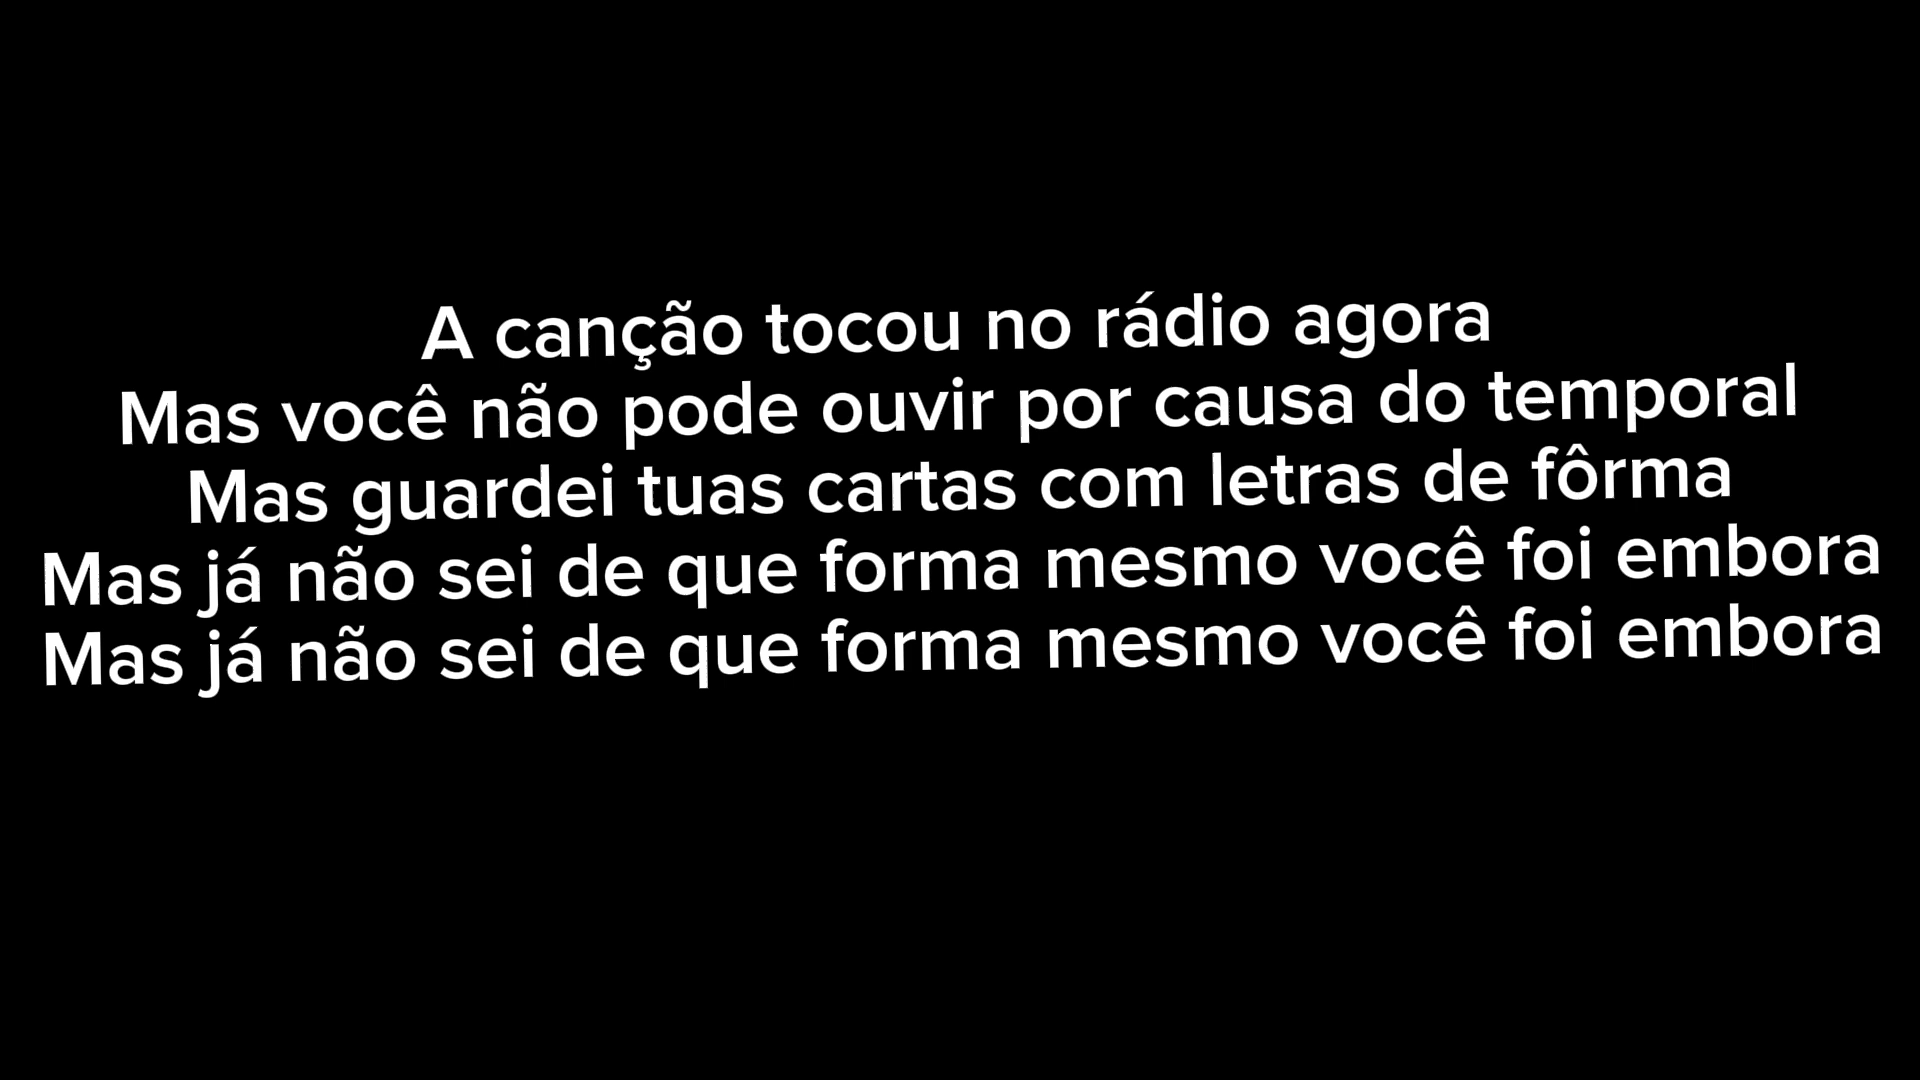 A canção tocou no rádio agora
Mas você não pode ouvir por causa do temporal
Mas guardei tuas cartas com letras de fôrma
Mas já não sei de que forma mesmo você foi embora
Mas já não sei de que forma mesmo você foi embora